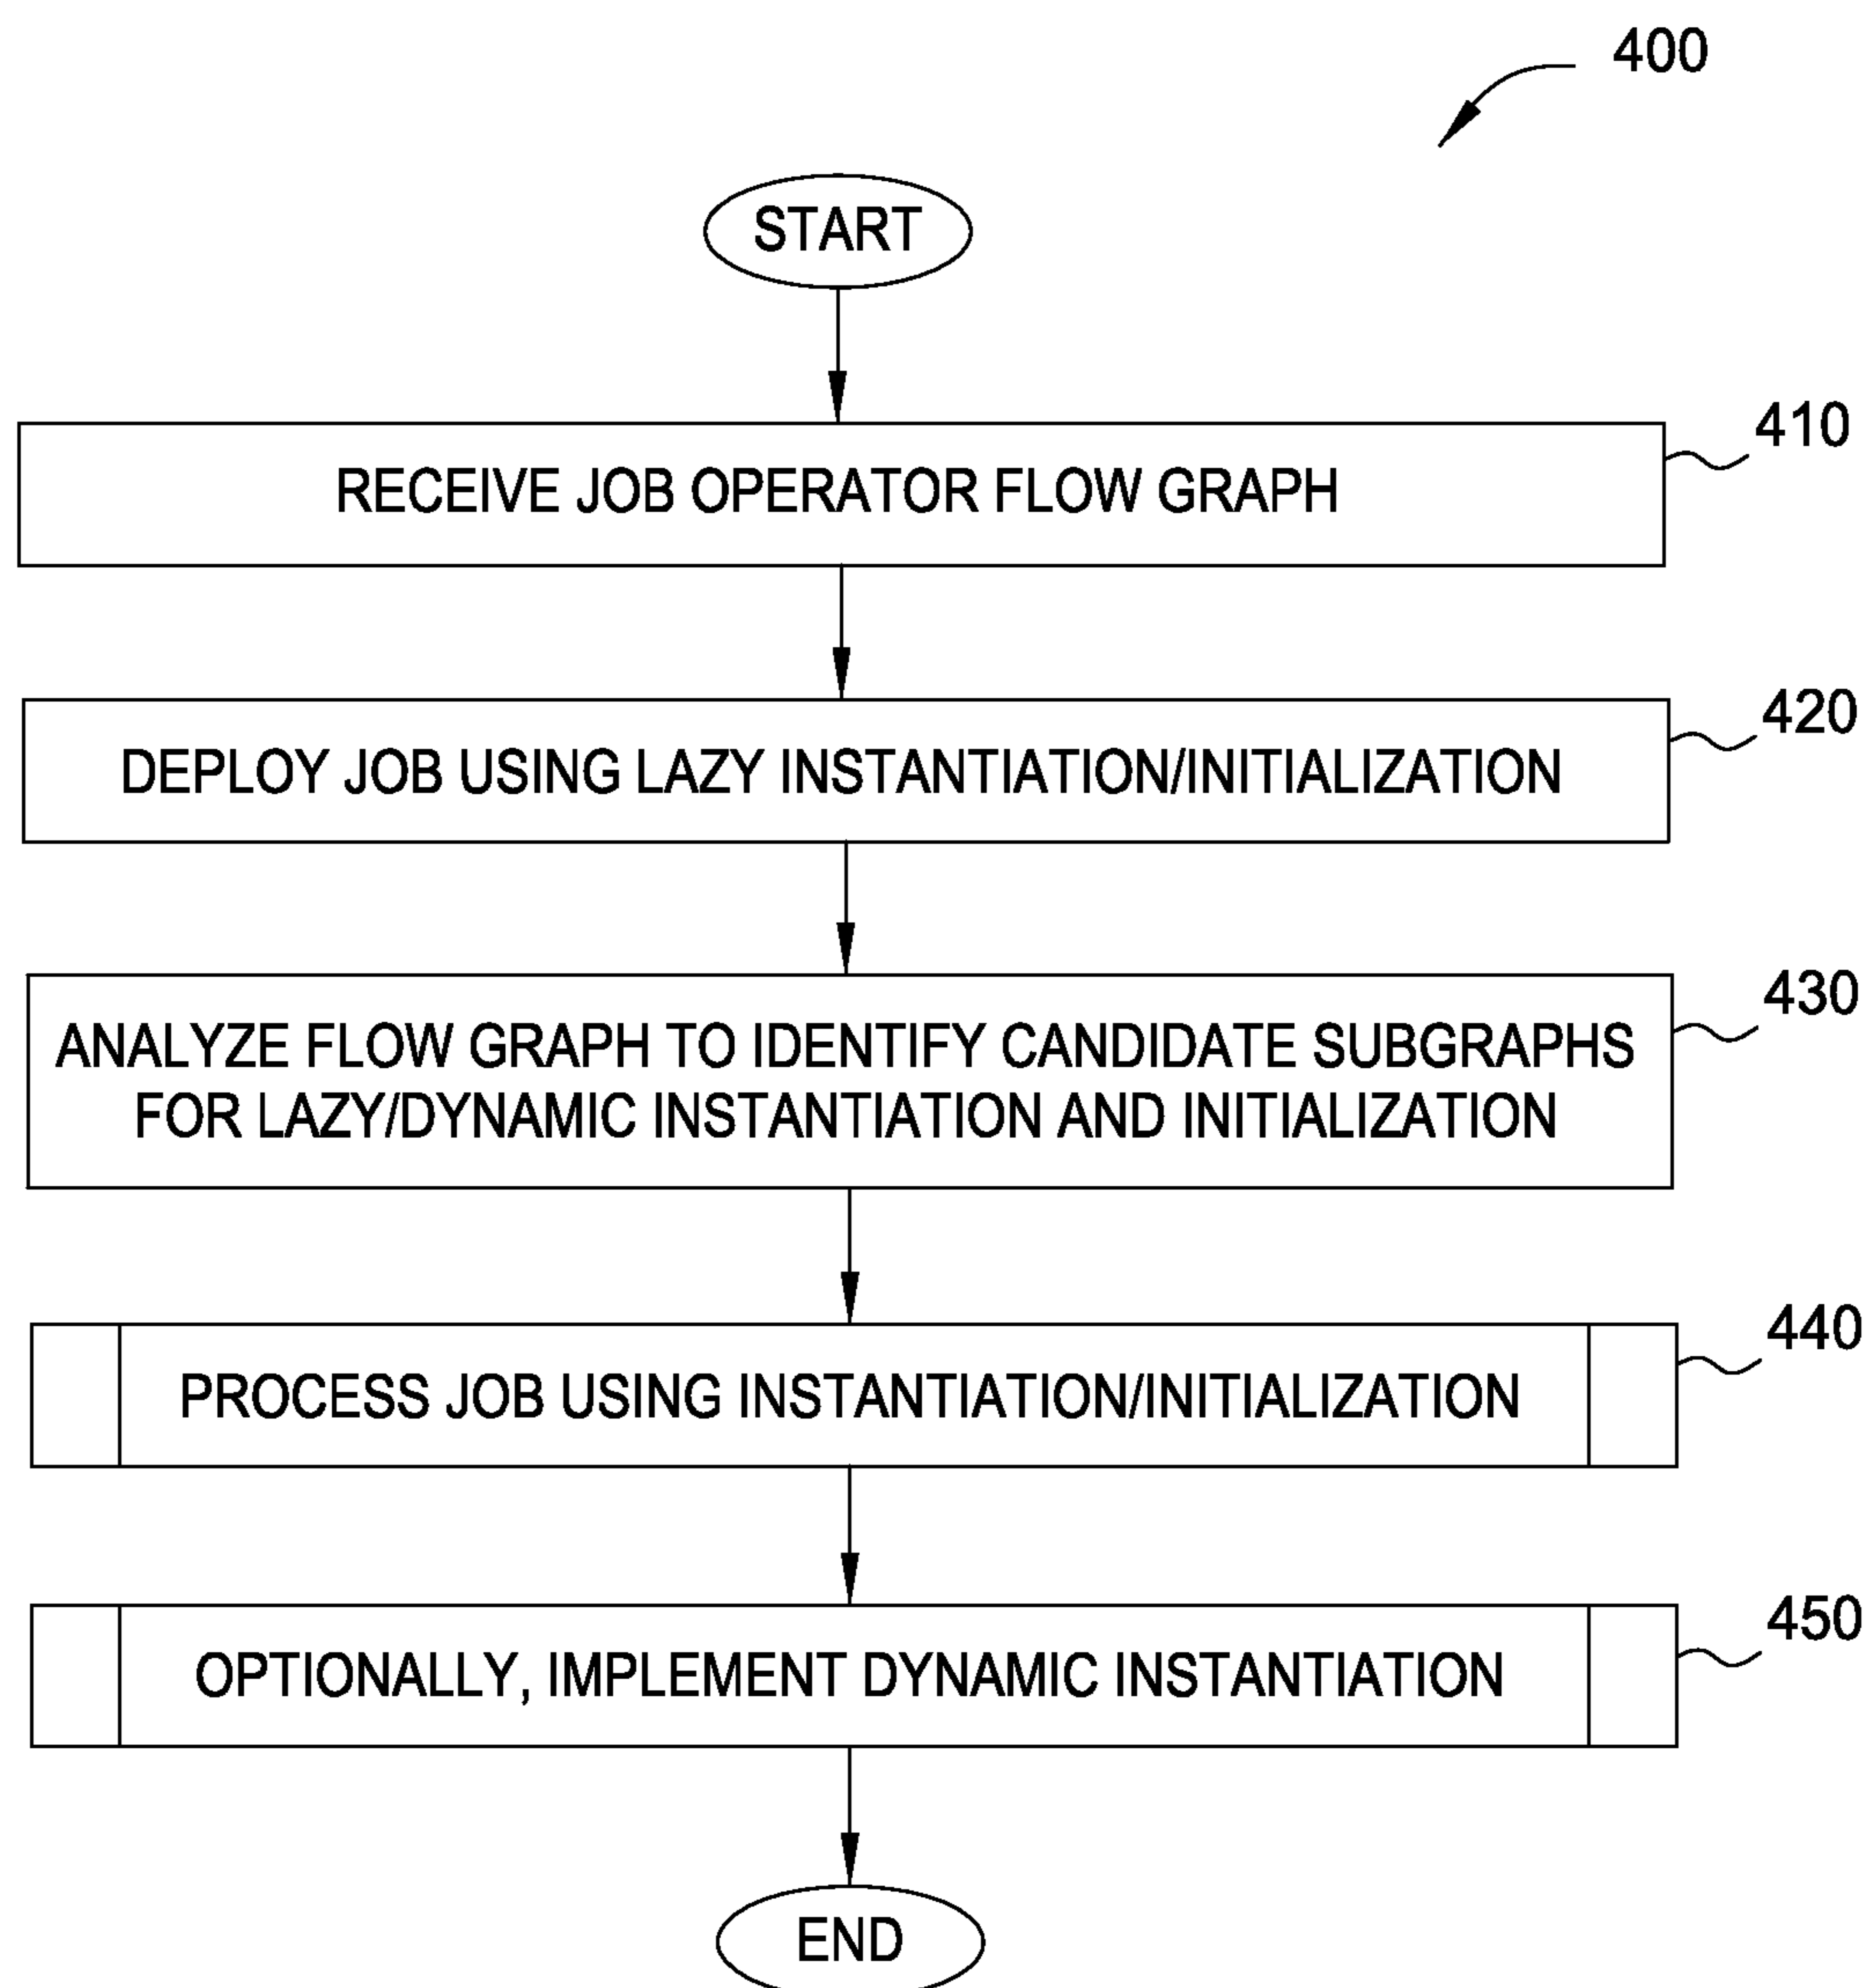 400
START
410
RECEIVE JOB OPERATOR FLOW GRAPH
420
DEPLOY JOB USING LAZY INSTANTIATION/INITIALIZATION
430
ANALYZE FLOW GRAPH TO IDENTIFY CANDIDATE SUBGRAPHS
FOR LAZY/DYNAMIC INSTANTIATION AND INITIALIZATION
440
PROCESS JOB USING INSTANTIATION/INITIALIZATION
450
OPTIONALLY, IMPLEMENT DYNAMIC INSTANTIATION
END